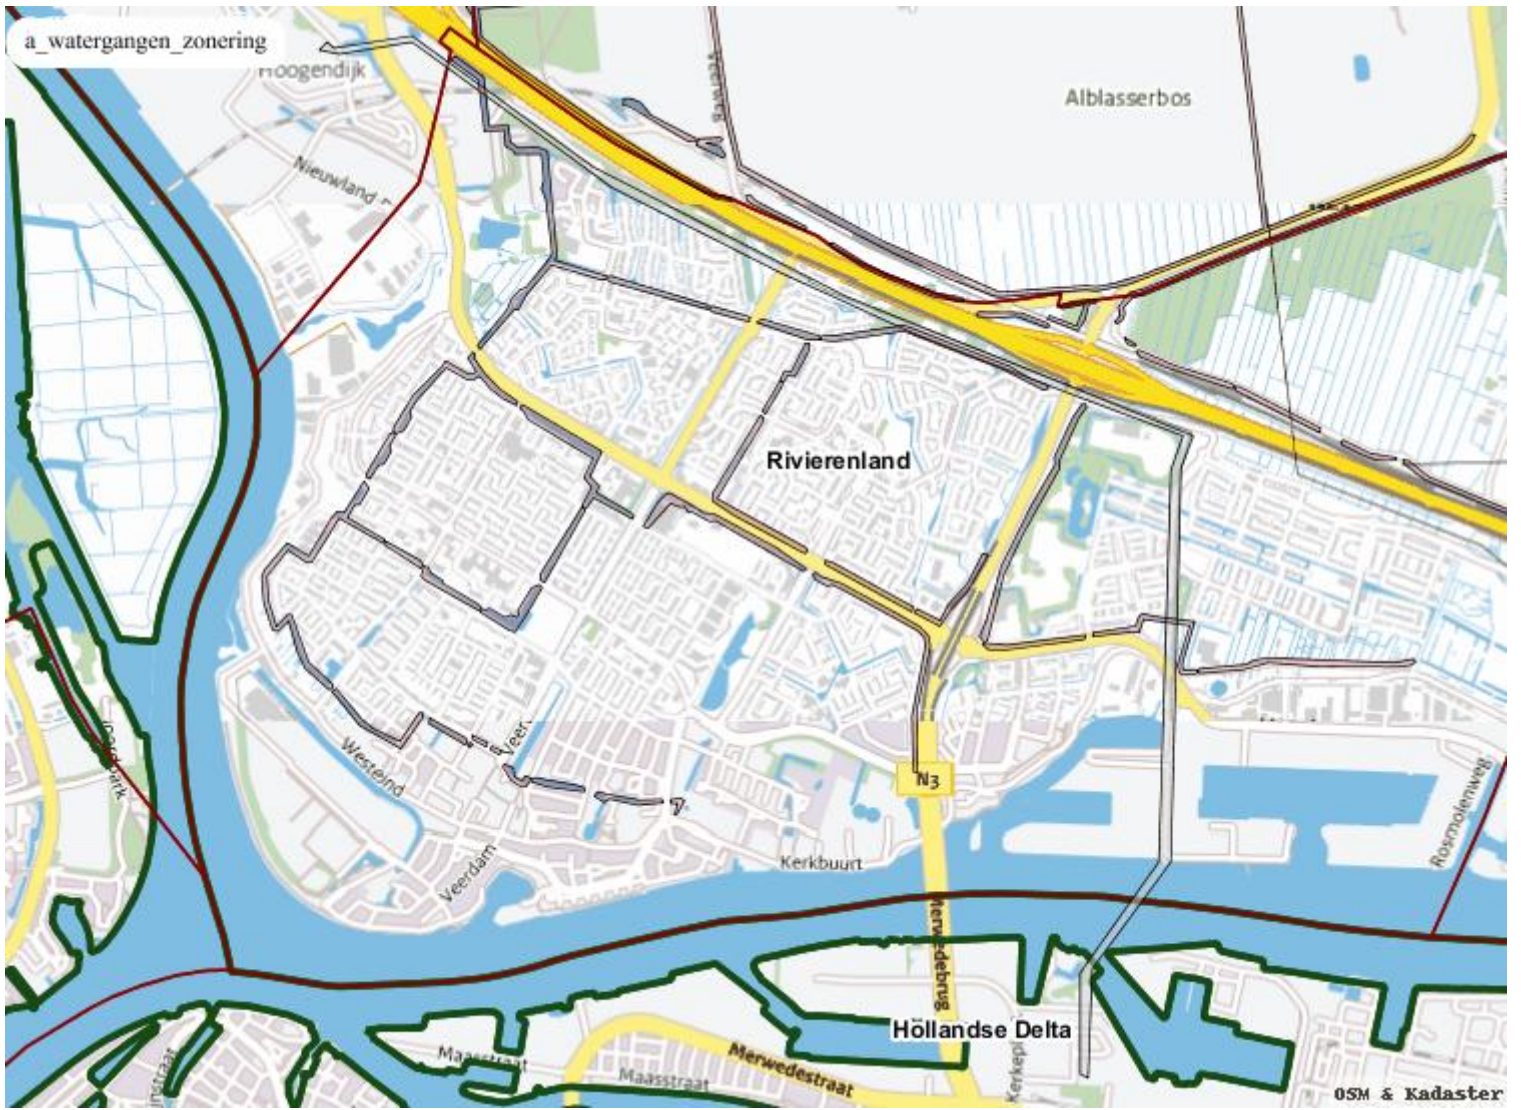 a_watergangen_zonering
Hoogendijk
Alblasserbos
Nieuwland
Rivierenland
Veer
Westeind
N3
Rosmolenweg
Veerdam
Kerkbuurt
Merwedebrug
Hollandse Delta
Maasstraat
Maasstraat
Merwedestraat
OSM & Kadaster